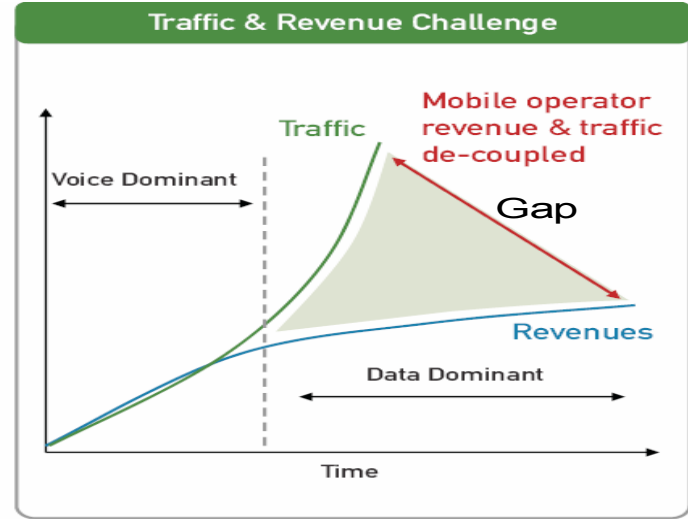 Traffic & Revenue Challenge
Mobile operator
revenue & traffic
de-coupled
Traffic
Voice Dominant
Gap
Revenues
Data Dominant
Time